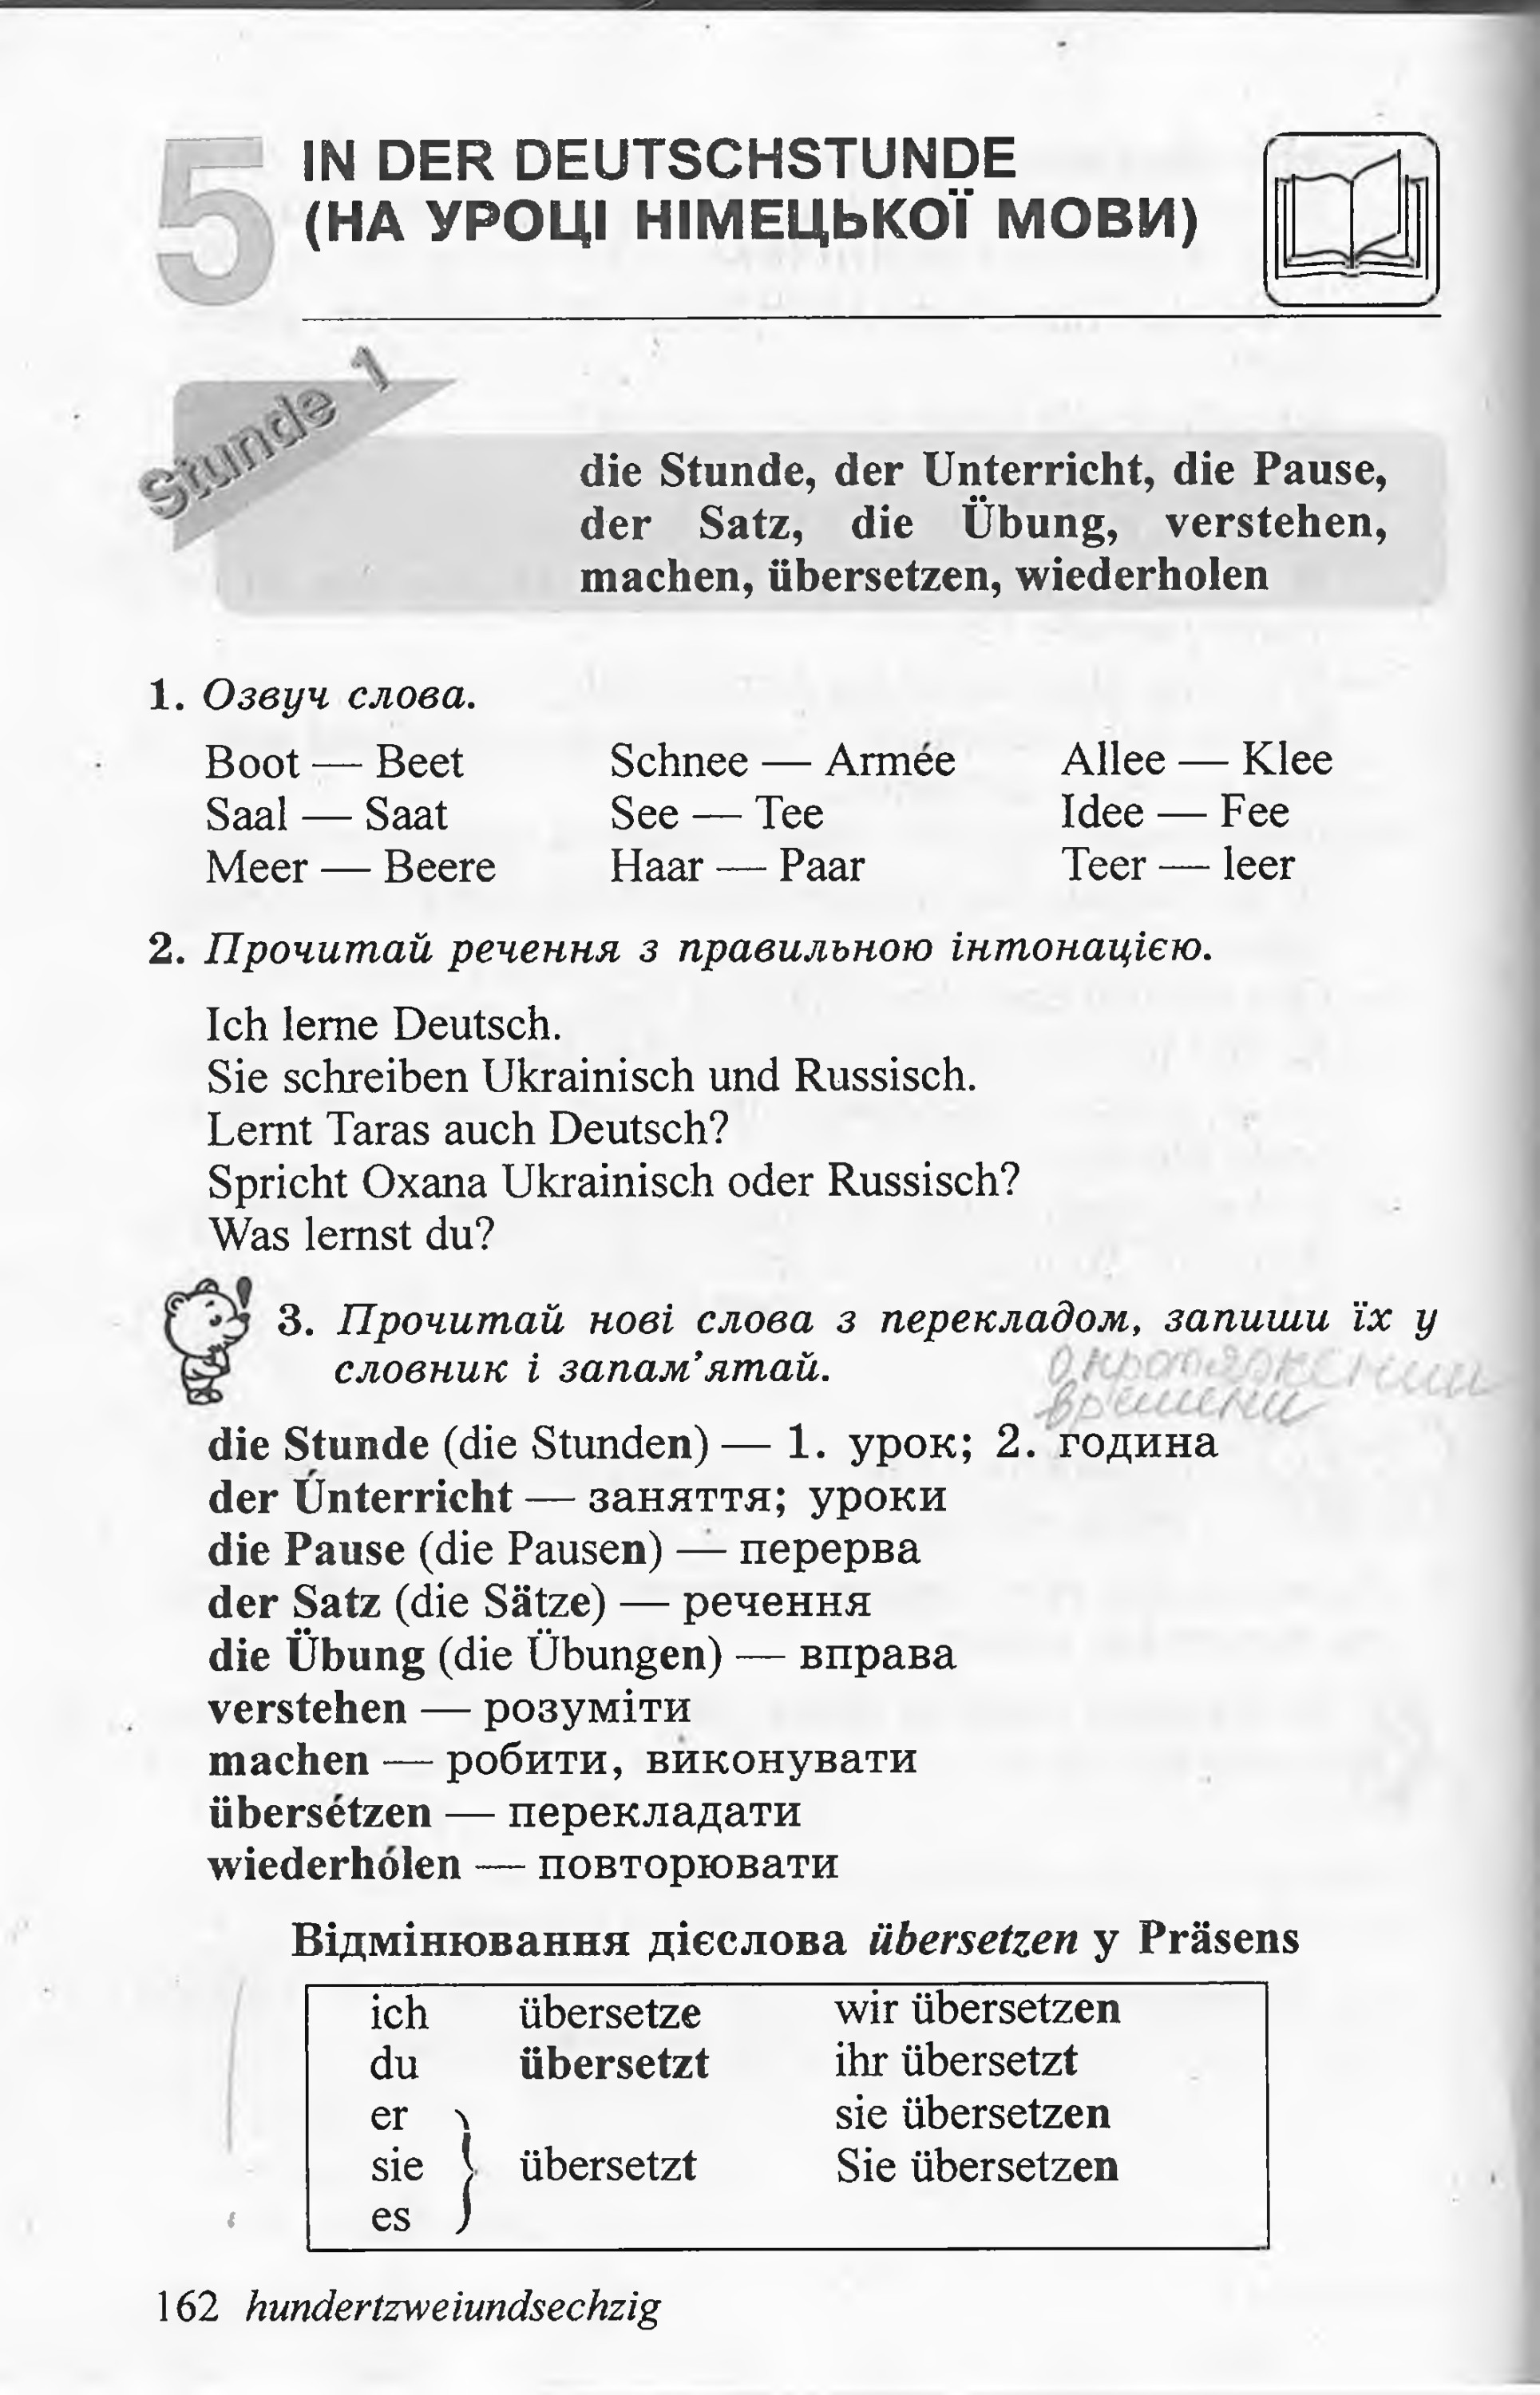 5
IN DER DEUTSCHSTUNDE
(НА УРОЦІ НІМЕЦЬКОЇ МОВИ)
Stunde 1
die Stunde, der Unterricht, die Pause,
der Satz, die Übung, verstehen,
machen, übersetzen, wiederholen
1. Озвуч слова.
Boot — Beet Schnee — Armée Allee — Klee
Saal — Saat See — Tee Idee — Fee
Meer — Beere Haar — Paar Teer — leer
2. Прочитай речення з правильною інтонацією.
Ich lerne Deutsch.
Sie schreiben Ukrainisch und Russisch.
Lernt Taras auch Deutsch?
Spricht Oxana Ukrainisch oder Russisch?
Was lernst du?
3. Прочитай нові слова з перекладом, запиши їх у
словник і запам’ятай.
времени
die Stunde (die Stunden) — 1. урок; 2. година
der Únterricht — заняття; уроки
die Pause (die Pausen) — перерва
der Satz (die Sätze) — речення
die Übung (die Übungen) — вправа
verstehen — розуміти
machen — робити, виконувати
übersétzen — перекладати
wiederhólen — повторювати
Відмінювання дієслова übersetzen у Präsens
ich übersetze wir übersetzen
du übersetzt ihr übersetzt
er sie übersetzen
sie } übersetzt Sie übersetzen
es
162 hundertzweiundsechzig